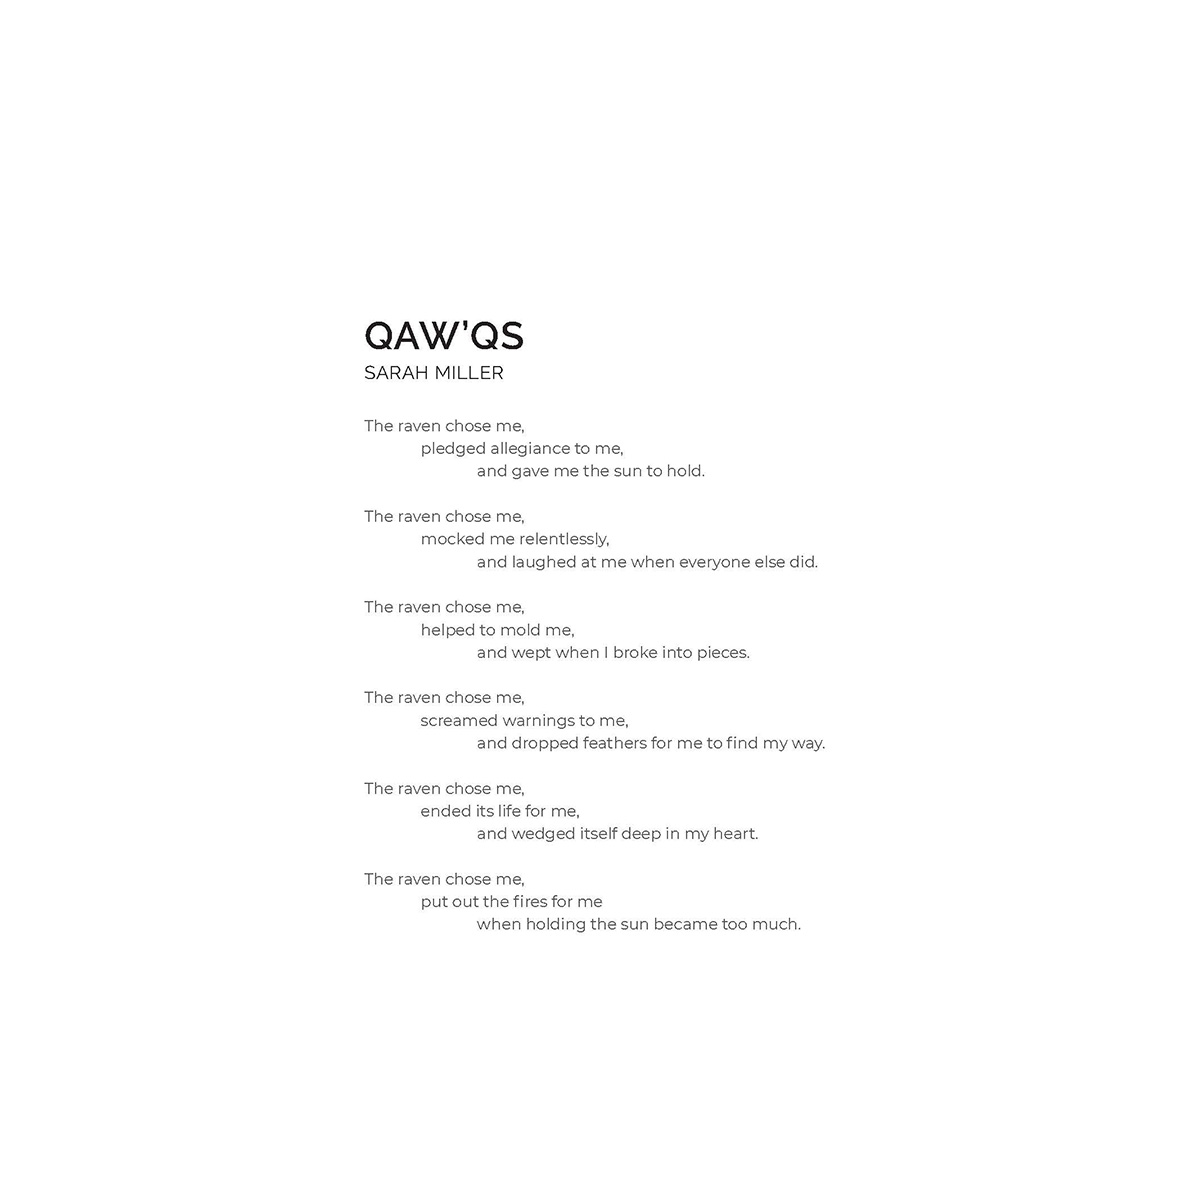 QAW’QS
SARAH MILLER
The raven chose me,
pledged allegiance to me,
and gave me the sun to hold.
The raven chose me,
mocked me relentlessly,
and laughed at me when everyone else did.
The raven chose me,
helped to mold me,
and wept when I broke into pieces.
The raven chose me,
screamed warnings to me,
and dropped feathers for me to find my way.
The raven chose me,
ended its life for me,
and wedged itself deep in my heart.
The raven chose me,
put out the fires for me
when holding the sun became too much.